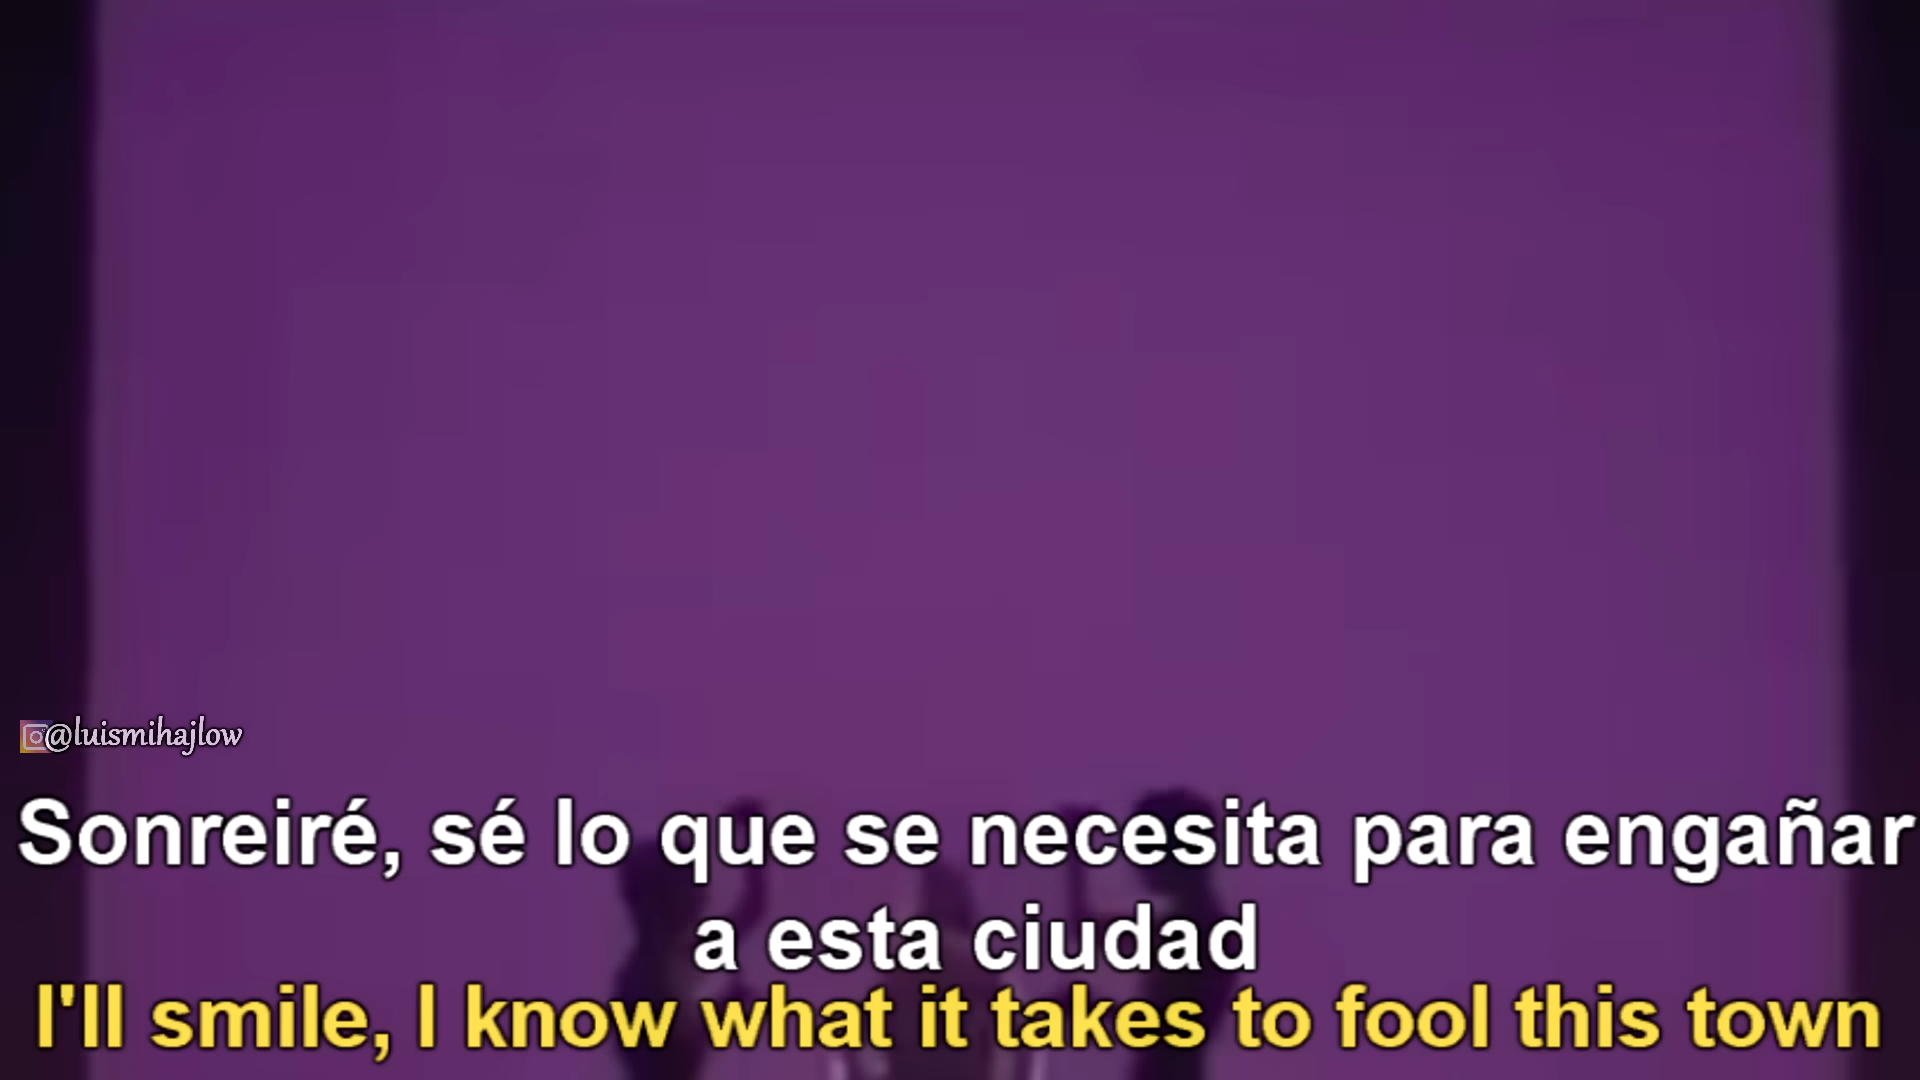 @luismihajlow
Sonreiré, sé lo que se necesita para engañar
a esta ciudad
I'll smile, I know what it takes to fool this town